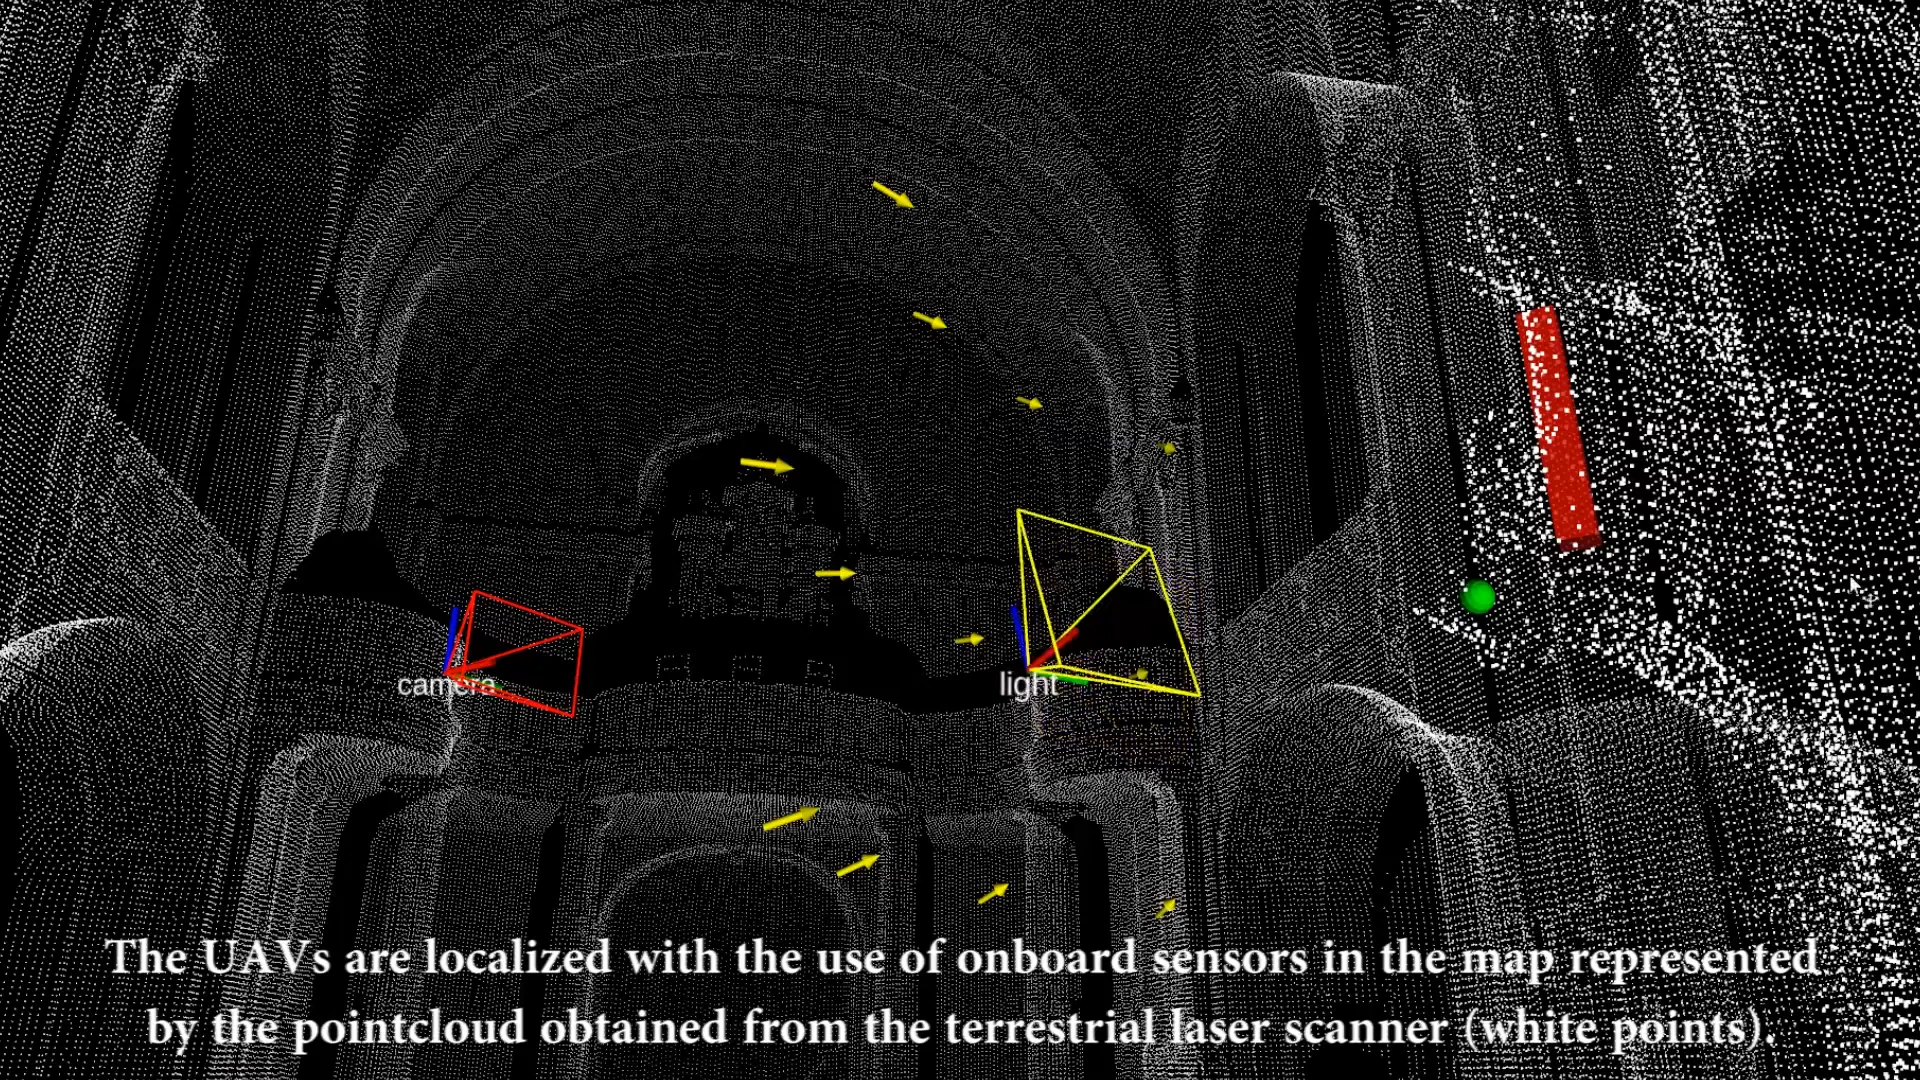 camera
light
The UAVs are localized with the use of onboard sensors in the map represented
by the pointcloud obtained from the terrestrial laser scanner (white points).